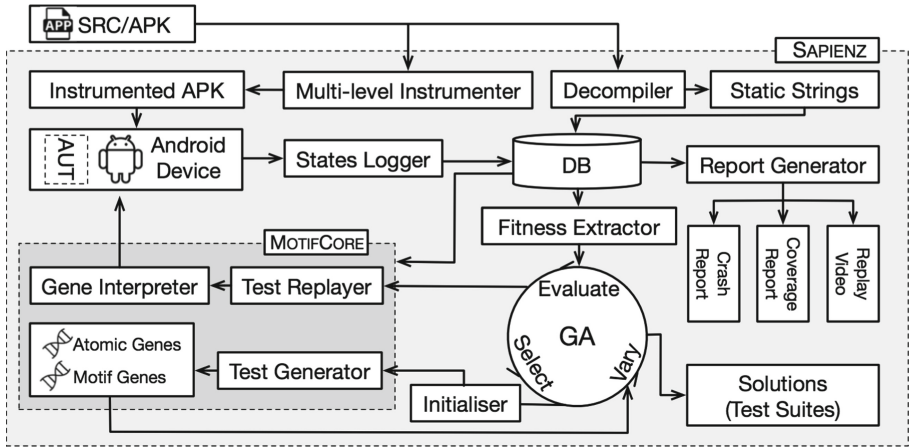 APP SRC/APK
SAPIENZ
Instrumented APK
Multi-level Instrumenter
Decompiler
Static Strings
AUT
Android
Device
States Logger
DB
Report Generator
Fitness Extractor
MOTIFCORE
Crash
Report
Coverage
Report
Replay
Video
Gene Interpreter
Test Replayer
Evaluate
GA
Select
Vary
Atomic Genes
Motif Genes
Test Generator
Initialiser
Solutions
(Test Suites)